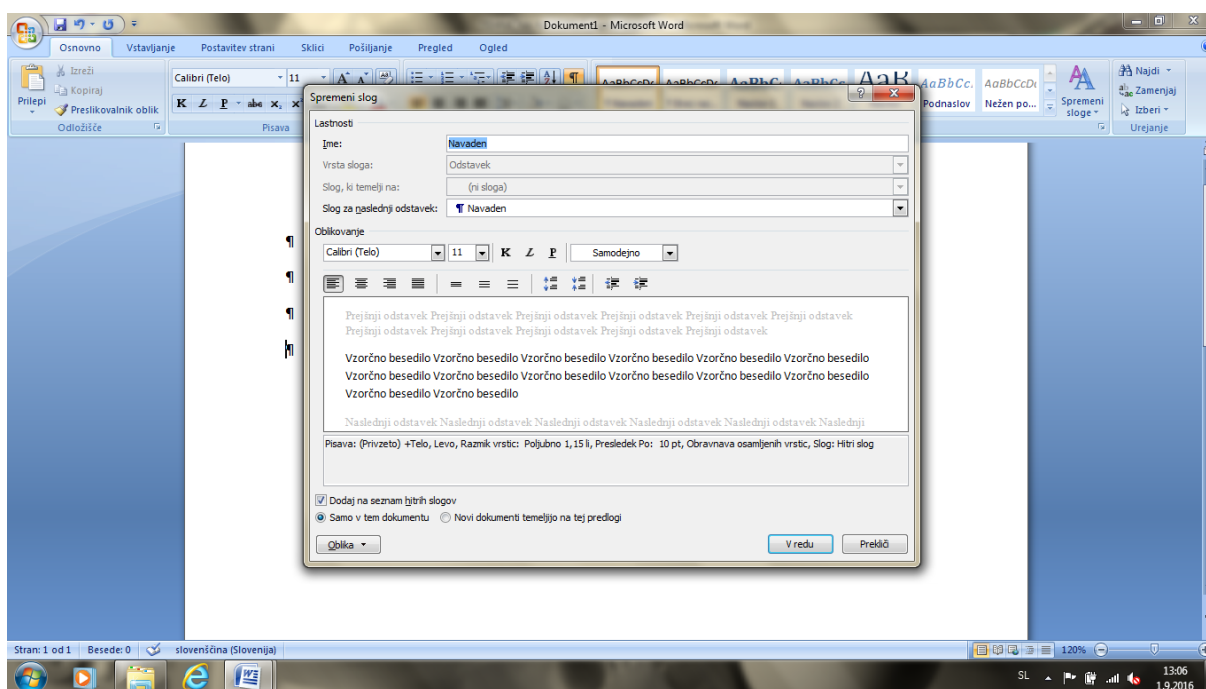 Dokument1 - Microsoft Word
Osnovno Vstavljanje Postavitev strani Sklici Pošiljanje Pregled Ogled
Prilepi
Izreži
Kopiraj
Preslikovalnik oblik
Odložišče
Calibri (Telo) 11
K L P abe x, x
Pisava
AaBbCc. AaBbCcDc
Podnaslov Nežen po...
Spremeni
sloge
Najdi
Zamenjaj
Izberi
Urejanje
Spremeni slog
Lastnosti
Ime: Navaden
Vrsta sloga: Odstavek
Slog, ki temelji na: (ni sloga)
Slog za naslednji odstavek: ¶ Navaden
Oblikovanje
Calibri (Telo) 11 K L P Samodejno
Prejšnji odstavek Prejšnji odstavek Prejšnji odstavek Prejšnji odstavek Prejšnji odstavek Prejšnji odstavek
Prejšnji odstavek Prejšnji odstavek Prejšnji odstavek Prejšnji odstavek Prejšnji odstavek
Vzorčno besedilo Vzorčno besedilo Vzorčno besedilo Vzorčno besedilo Vzorčno besedilo Vzorčno besedilo
Vzorčno besedilo Vzorčno besedilo Vzorčno besedilo Vzorčno besedilo Vzorčno besedilo Vzorčno besedilo
Vzorčno besedilo Vzorčno besedilo
Naslednji odstavek Naslednji odstavek Naslednji odstavek Naslednji odstavek Naslednji odstavek Naslednji
Pisava: (Privzeto) +Telo, Levo, Razmik vrstic: Poljubno 1,15 li, Presledek Po: 10 pt, Obravnava osamljenih vrstic, Slog: Hitri slog
Dodaj na seznam hitrih slogov
Samo v tem dokumentu Novi dokumenti temeljijo na tej predlogi
Oblika
V redu Prekliči
¶
¶
¶
¶
Stran: 1 od 1 Besede: 0 slovenščina (Slovenija) 120%
SL
13:06
1.9.2016